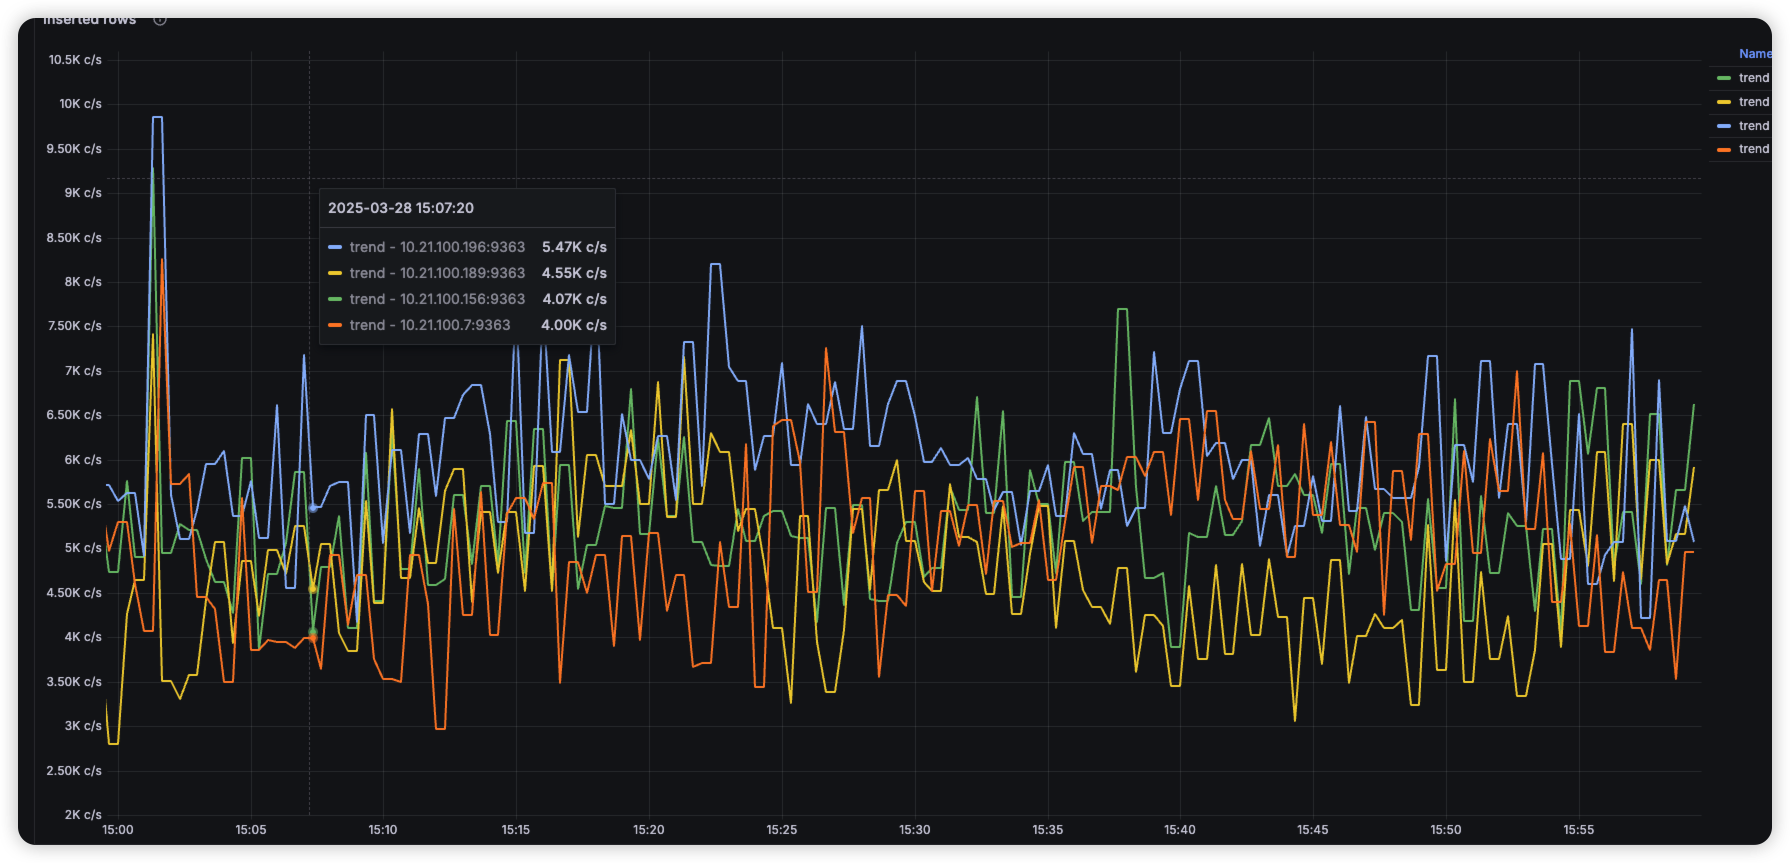 Inserted rows
10.5K c/s
10K c/s
9.50K c/s
9K c/s
8.50K c/s
8K c/s
7.50K c/s
7K c/s
6.50K c/s
6K c/s
5.50K c/s
5K c/s
4.50K c/s
4K c/s
3.50K c/s
3K c/s
2.50K c/s
2K c/s
2025-03-28 15:07:20
trend - 10.21.100.196:9363 5.47K c/s
trend - 10.21.100.189:9363 4.55K c/s
trend - 10.21.100.156:9363 4.07K c/s
trend - 10.21.100.7:9363 4.00K c/s
15:00 15:05 15:10 15:15 15:20 15:25 15:30 15:35 15:40 15:45 15:50 15:55
Name
trend
trend
trend
trend